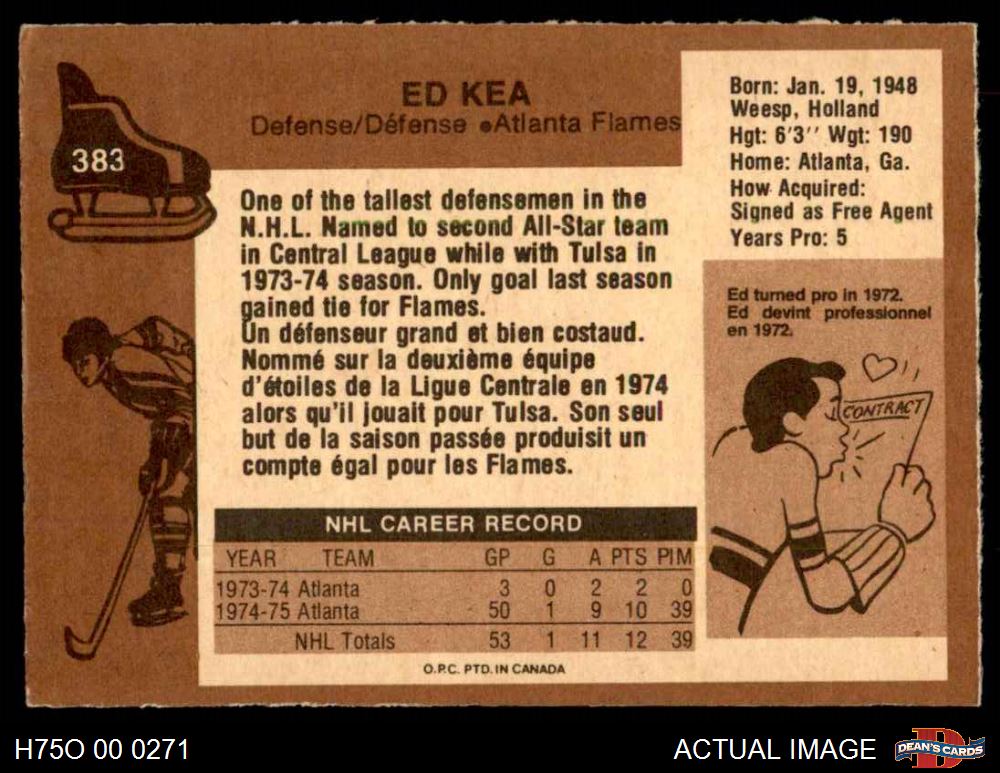 383
ED KEA
Defense/Défense •Atlanta Flames
Born: Jan. 19, 1948
Weesp, Holland
Hgt: 6'3'' Wgt: 190
Home: Atlanta, Ga.
How Acquired:
Signed as Free Agent
Years Pro: 5
One of the tallest defensemen in the
N.H.L. Named to second All-Star team
in Central League while with Tulsa in
1973-74 season. Only goal last season
gained tie for Flames.
Un défenseur grand et bien costaud.
Nommé sur la deuxième équipe
d'étoiles de la Ligue Centrale en 1974
alors qu'il jouait pour Tulsa. Son seul
but de la saison passée produisit un
compte égal pour les Flames.
Ed turned pro in 1972.
Ed devint professionnel
en 1972.
CONTRACT
NHL CAREER RECORD
YEAR TEAM GP G A PTS PIM
1973-74 Atlanta 3 0 2 2 0
1974-75 Atlanta 50 1 9 10 39
NHL Totals 53 1 11 12 39
O.P.C. PTD. IN CANADA
H75O 00 0271
ACTUAL IMAGE
D
DEAN'S CARDS